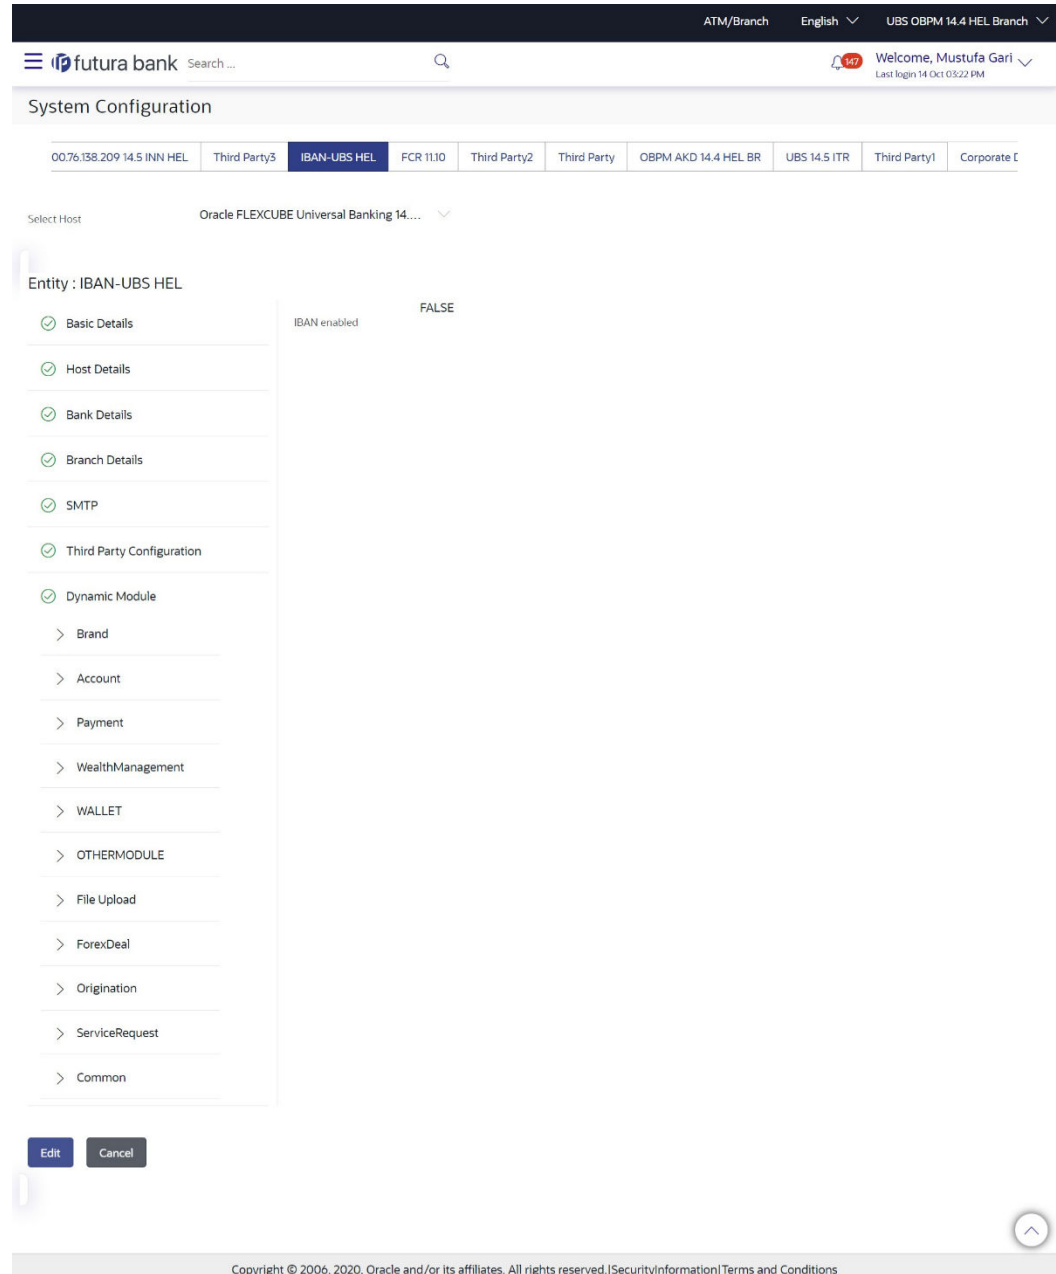 ATM/Branch English UBS OBPM 14.4 HEL Branch
futura bank Search ... 147 Welcome, Mustufa Gari
Last login 14 Oct 03:22 PM
System Configuration
00.76.138.209 14.5 INN HEL Third Party3 IBAN-UBS HEL FCR 11.10 Third Party2 Third Party OBPM AKD 14.4 HEL BR UBS 14.5 ITR Third Party1 Corporate
Select Host Oracle FLEXCUBE Universal Banking 14....
Entity : IBAN-UBS HEL
IBAN enabled FALSE
Basic Details
Host Details
Bank Details
Branch Details
SMTP
Third Party Configuration
Dynamic Module
Brand
Account
Payment
WealthManagement
WALLET
OTHERMODULE
File Upload
ForexDeal
Origination
ServiceRequest
Common
Edit Cancel
Copyright © 2006, 2020, Oracle and/or its affiliates. All rights reserved.|SecurityInformation|Terms and Conditions